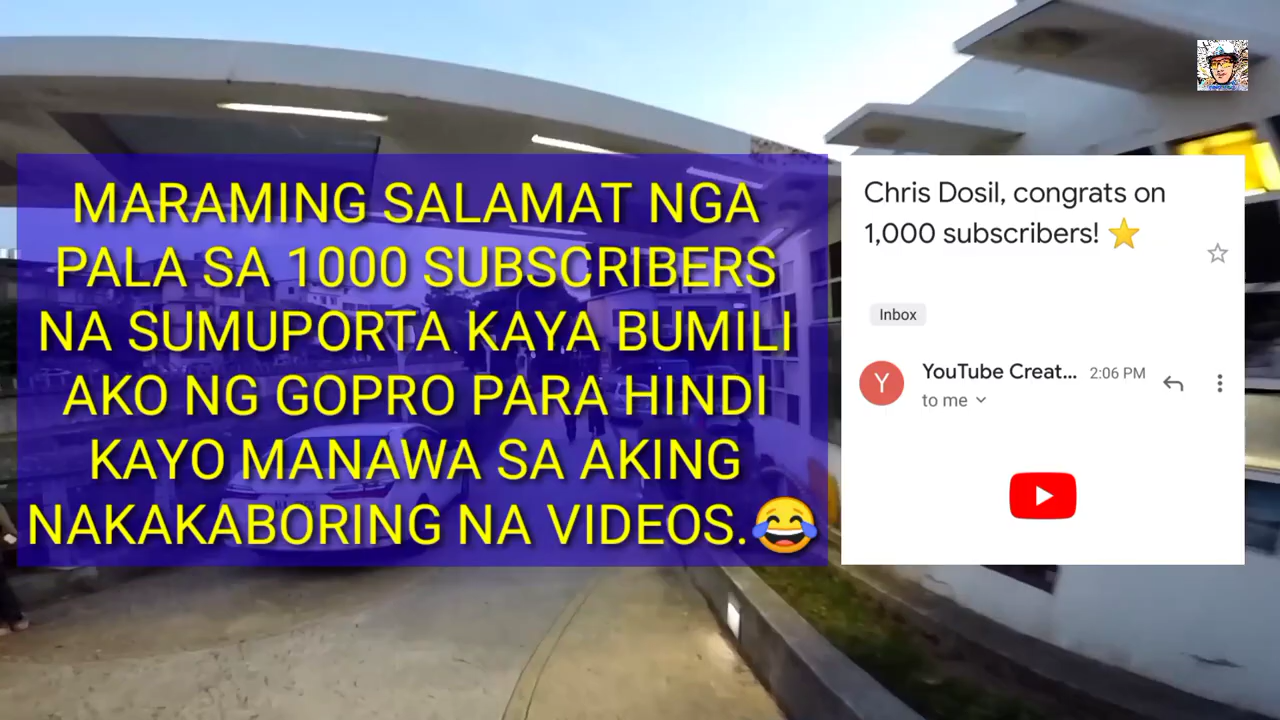 MARAMING SALAMAT NGA
PALA SA 1000 SUBSCRIBERS
NA SUMUPORTA KAYA BUMILI
AKO NG GOPRO PARA HINDI
KAYO MANAWA SA AKING
NAKAKABORING NA VIDEOS.😂
Chris Dosil, congrats on
1,000 subscribers! ⭐
Inbox
Y
YouTube Creat... 2:06 PM
to me